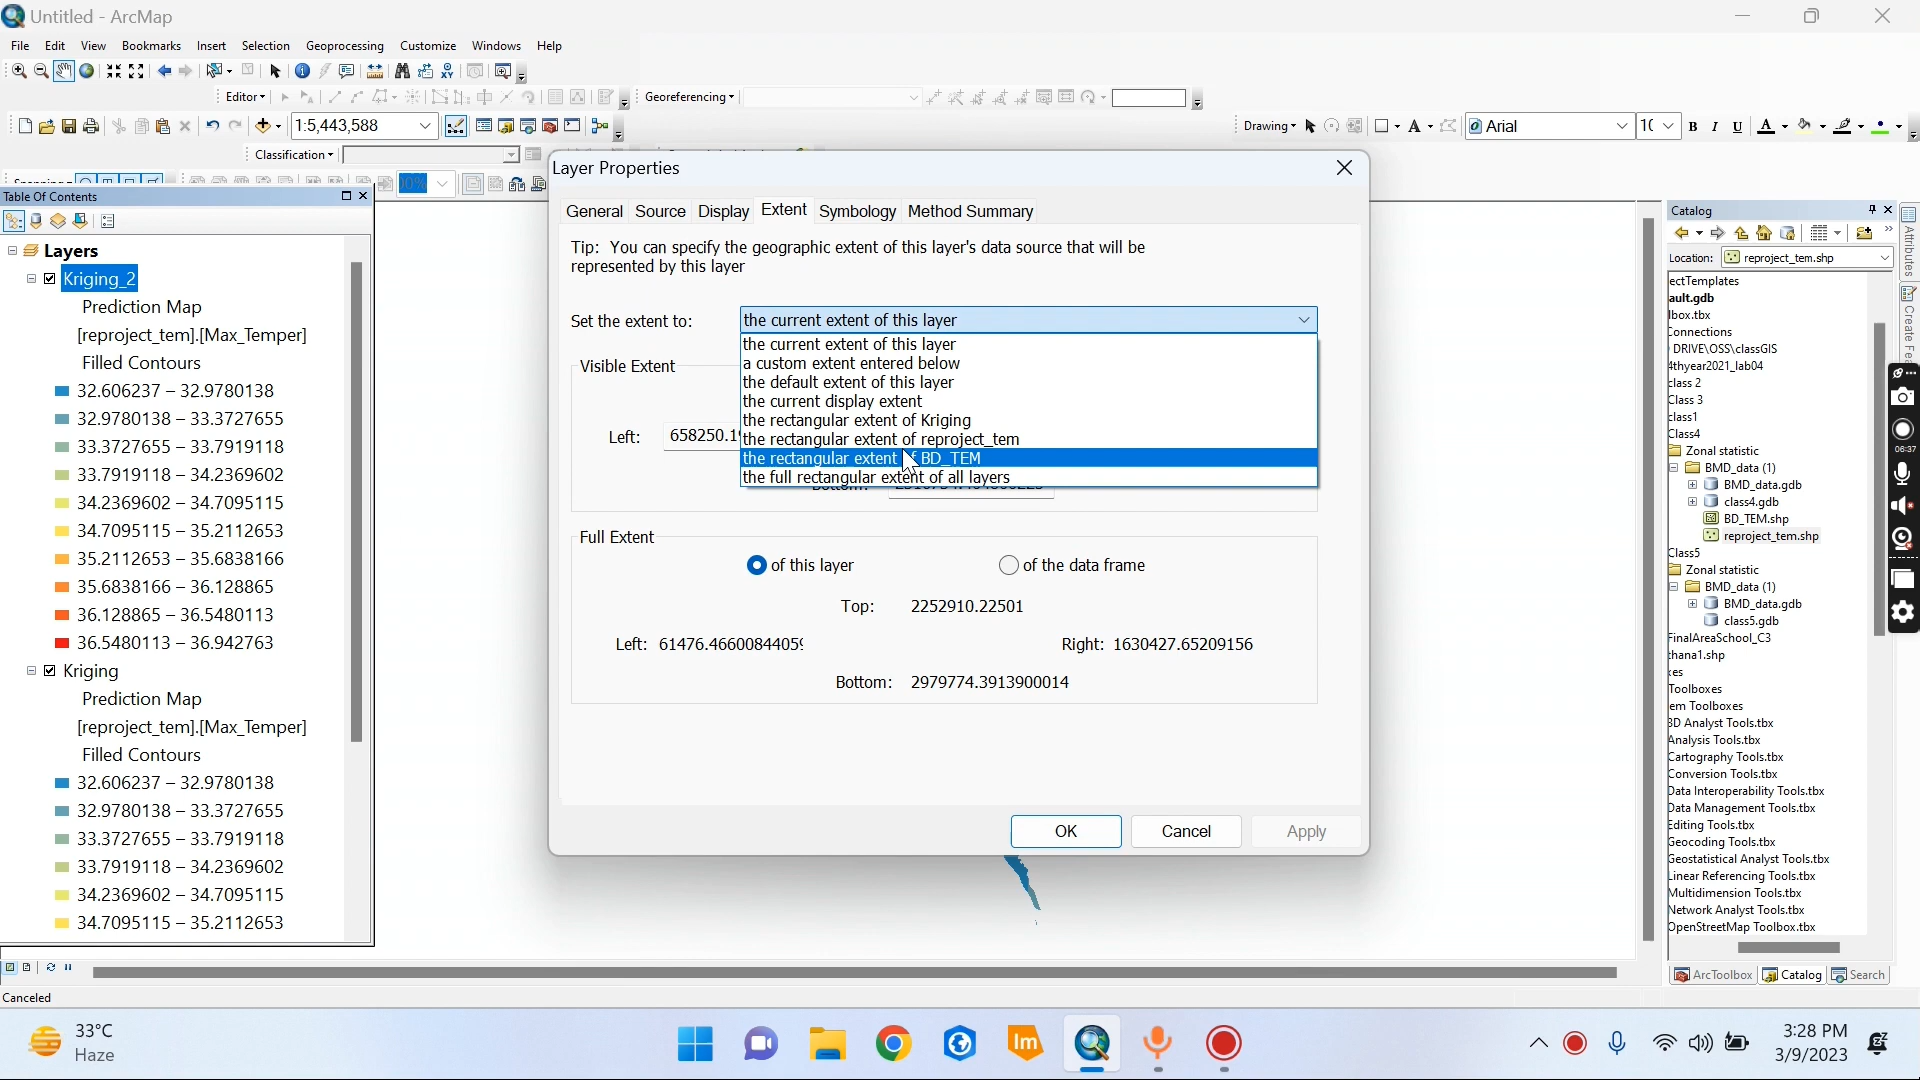 Untitled - ArcMap
File Edit View Bookmarks Insert Selection Geoprocessing Customize Windows Help
Editor Georeferencing
1:5,443,588 Drawing Arial 10 B I U A
Classification
Table Of Contents
Layers
Kriging_2
Prediction Map
[reproject_tem].[Max_Temper]
Filled Contours
32.606237 – 32.9780138
32.9780138 – 33.3727655
33.3727655 – 33.7919118
33.7919118 – 34.2369602
34.2369602 – 34.7095115
34.7095115 – 35.2112653
35.2112653 – 35.6838166
35.6838166 – 36.128865
36.128865 – 36.5480113
36.5480113 – 36.942763
Kriging
Prediction Map
[reproject_tem].[Max_Temper]
Filled Contours
32.606237 – 32.9780138
32.9780138 – 33.3727655
33.3727655 – 33.7919118
33.7919118 – 34.2369602
34.2369602 – 34.7095115
34.7095115 – 35.2112653
Layer Properties
General Source Display Extent Symbology Method Summary
Tip: You can specify the geographic extent of this layer's data source that will be
represented by this layer
Set the extent to: the current extent of this layer
the current extent of this layer
a custom extent entered below
the default extent of this layer
the current display extent
the rectangular extent of Kriging
the rectangular extent of reproject_tem
the rectangular extent of BD_TEM
the full rectangular extent of all layers
Visible Extent
Left: 658250.19
Full Extent
of this layer of the data frame
Top: 2252910.22501
Left: 61476.4660084405 Right: 1630427.65209156
Bottom: 2979774.3913900014
OK Cancel Apply
Catalog
Location: reproject_tem.shp
ectTemplates
ault.gdb
lbox.tbx
Connections
DRIVE\OSS\classGIS
4thyear2021_lab04
class 2
Class 3
class1
Class4
Zonal statistic
BMD_data (1)
BMD_data.gdb
class4.gdb
BD_TEM.shp
reproject_tem.shp
Class5
Zonal statistic
BMD_data (1)
BMD_data.gdb
class5.gdb
FinalAreaSchool_C3
hana1.shp
es
Toolboxes
em Toolboxes
3D Analyst Tools.tbx
Analysis Tools.tbx
Cartography Tools.tbx
Conversion Tools.tbx
Data Interoperability Tools.tbx
Data Management Tools.tbx
Editing Tools.tbx
Geocoding Tools.tbx
Geostatistical Analyst Tools.tbx
Linear Referencing Tools.tbx
Multidimension Tools.tbx
Network Analyst Tools.tbx
OpenStreetMap Toolbox.tbx
ArcToolbox Catalog Search
Attributes
Create Fea
06:37
Canceled
33°C
Haze
Im
3:28 PM
3/9/2023